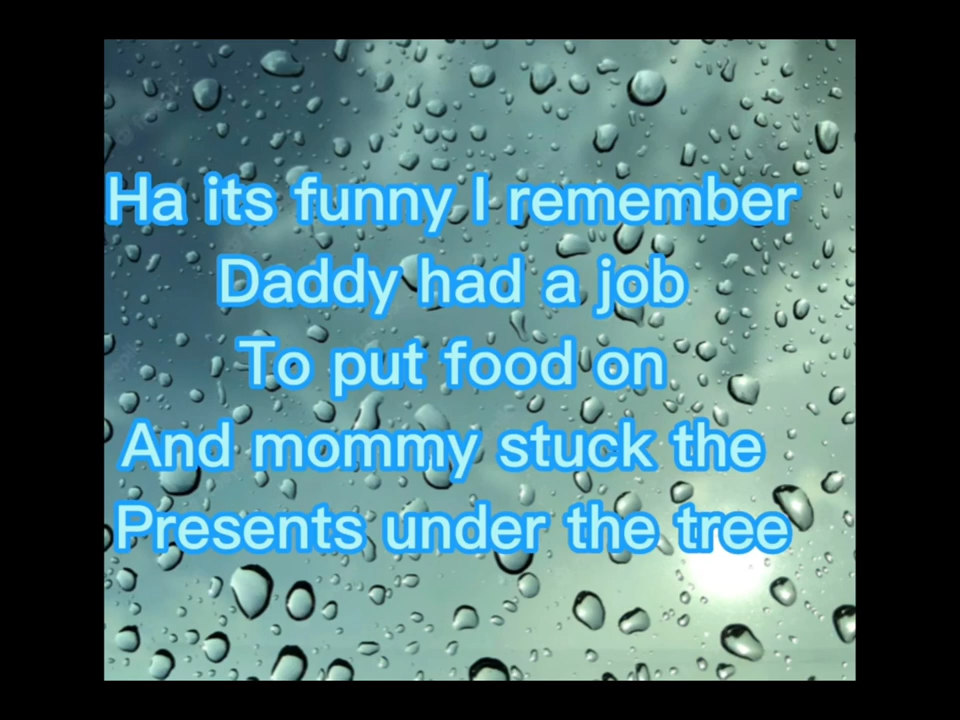 Ha its funny I remember
Daddy had a job
To put food on
And mommy stuck the
Presents under the tree